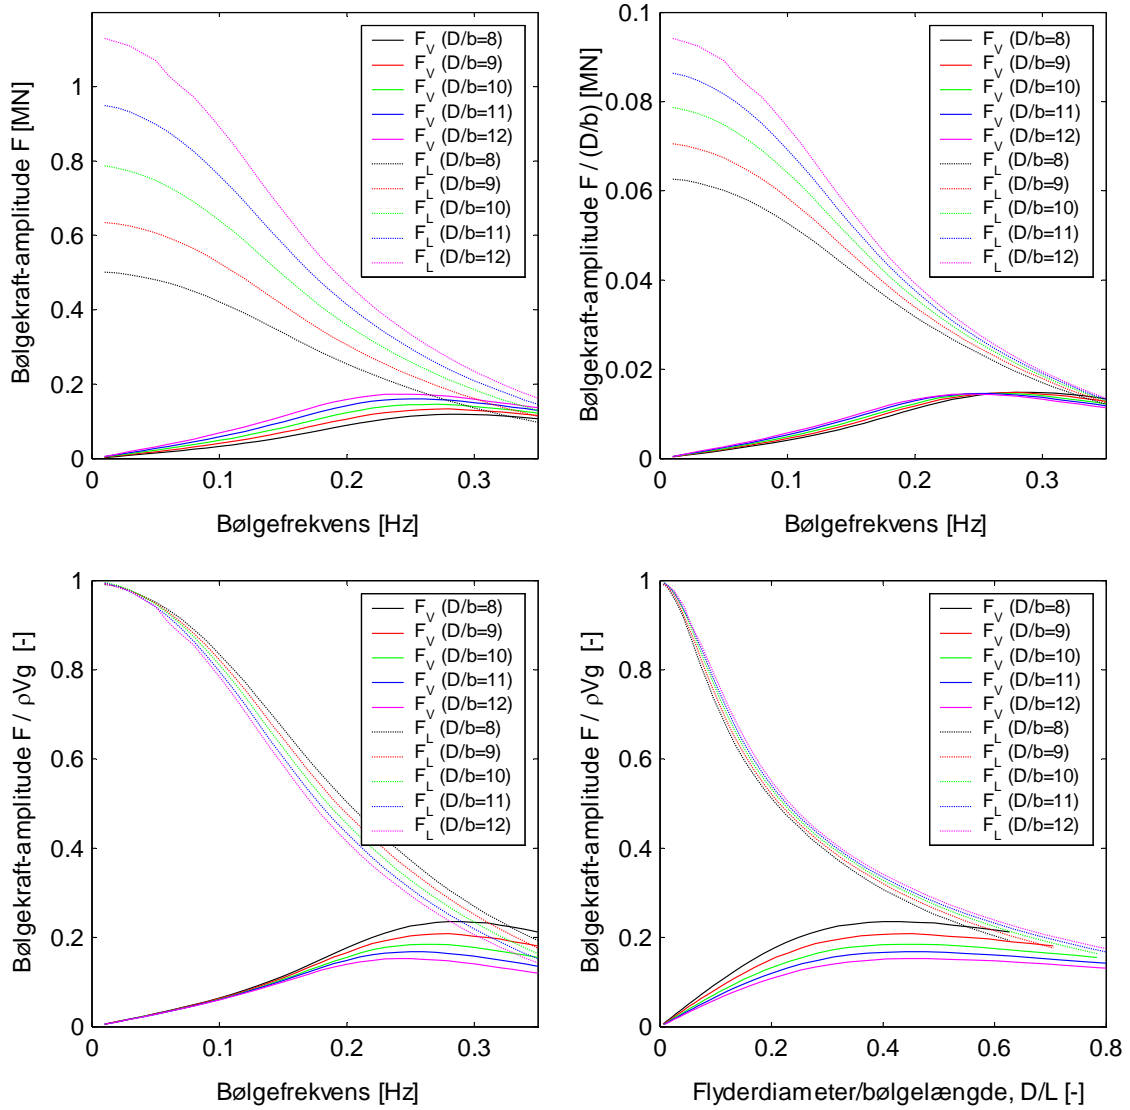 Bølgekraft-amplitude F [MN]
1
0.8
0.6
0.4
0.2
0
0
0.1
0.2
0.3
Bølgefrekvens [Hz]
F_V (D/b=8)
F_V (D/b=9)
F_V (D/b=10)
F_V (D/b=11)
F_V (D/b=12)
F_L (D/b=8)
F_L (D/b=9)
F_L (D/b=10)
F_L (D/b=11)
F_L (D/b=12)
Bølgekraft-amplitude F / (D/b) [MN]
0.1
0.08
0.06
0.04
0.02
0
0
0.1
0.2
0.3
Bølgefrekvens [Hz]
F_V (D/b=8)
F_V (D/b=9)
F_V (D/b=10)
F_V (D/b=11)
F_V (D/b=12)
F_L (D/b=8)
F_L (D/b=9)
F_L (D/b=10)
F_L (D/b=11)
F_L (D/b=12)
Bølgekraft-amplitude F / ρVg [-]
1
0.8
0.6
0.4
0.2
0
0
0.1
0.2
0.3
Bølgefrekvens [Hz]
F_V (D/b=8)
F_V (D/b=9)
F_V (D/b=10)
F_V (D/b=11)
F_V (D/b=12)
F_L (D/b=8)
F_L (D/b=9)
F_L (D/b=10)
F_L (D/b=11)
F_L (D/b=12)
Bølgekraft-amplitude F / ρVg [-]
1
0.8
0.6
0.4
0.2
0
0
0.2
0.4
0.6
0.8
Flyderdiameter/bølgelængde, D/L [-]
F_V (D/b=8)
F_V (D/b=9)
F_V (D/b=10)
F_V (D/b=11)
F_V (D/b=12)
F_L (D/b=8)
F_L (D/b=9)
F_L (D/b=10)
F_L (D/b=11)
F_L (D/b=12)